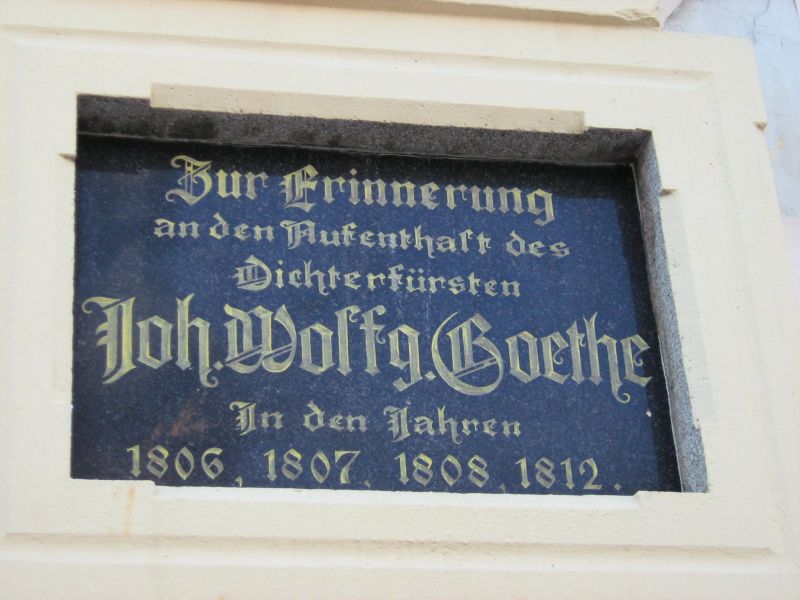 Zur Erinnerung
an den Aufenthalt des
Dichterfürsten
Joh. Wolfg. Goethe
In den Jahren
1806, 1807, 1808, 1812.